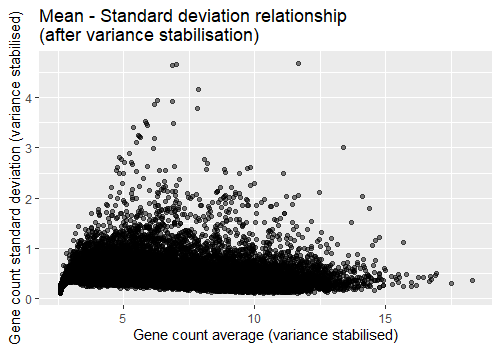 Mean - Standard deviation relationship
(after variance stabilisation)
Gene count standard deviation (variance stabilised)
4
3
2
1
0
5
10
15
Gene count average (variance stabilised)